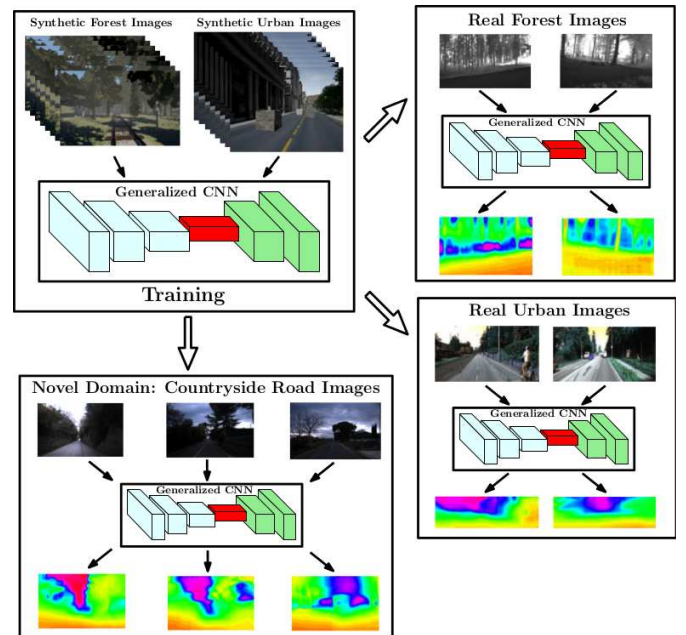 Synthetic Forest Images
Synthetic Urban Images
Generalized CNN
Training
Real Forest Images
Generalized CNN
Real Urban Images
Generalized CNN
Novel Domain: Countryside Road Images
Generalized CNN